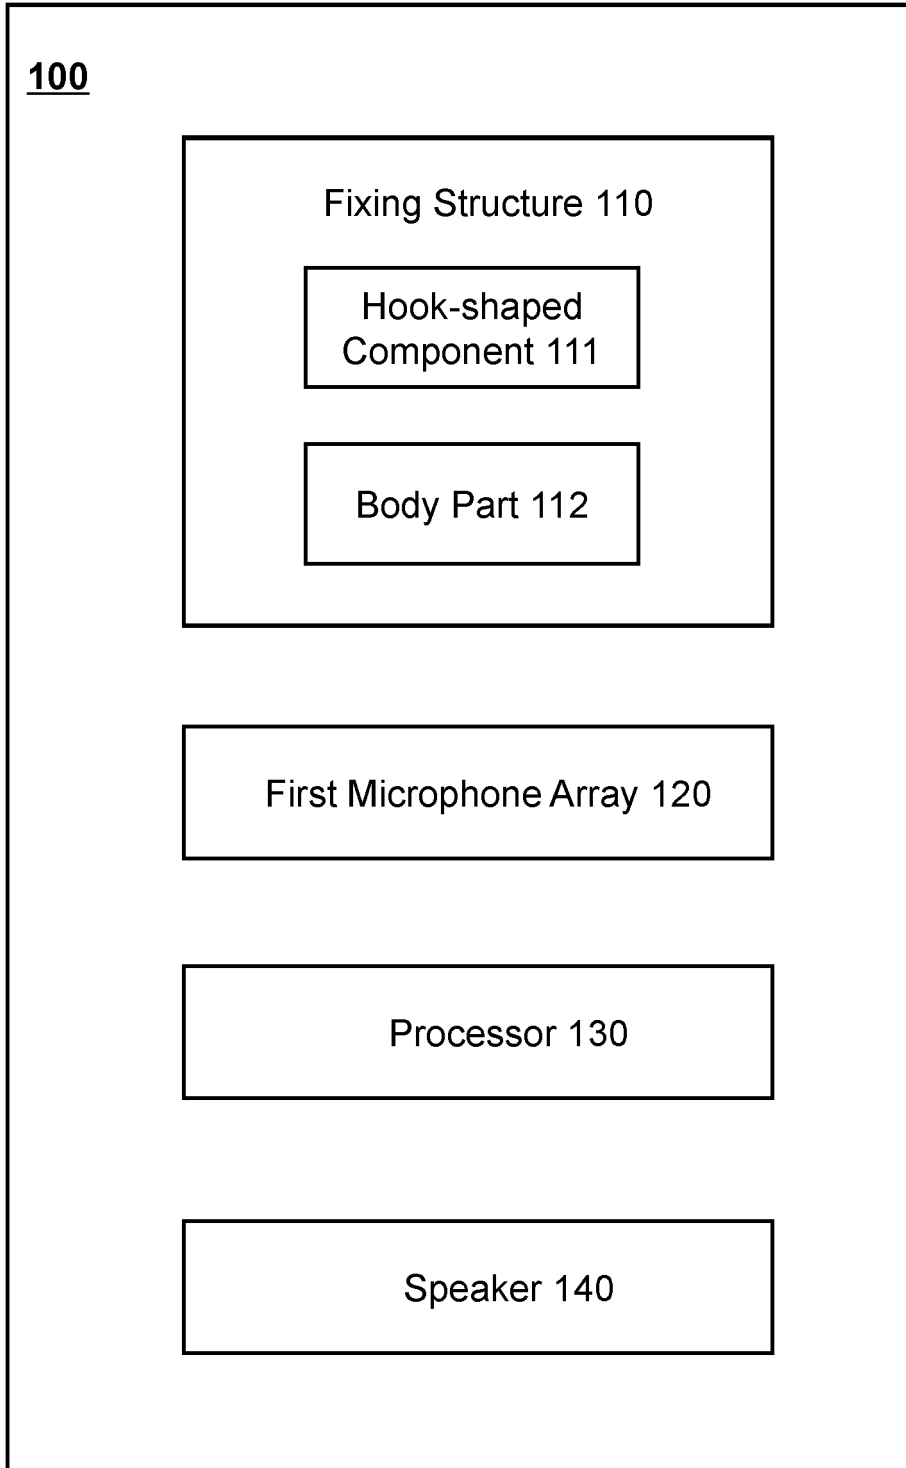 100
Fixing Structure 110
Hook-shaped
Component 111
Body Part 112
First Microphone Array 120
Processor 130
Speaker 140